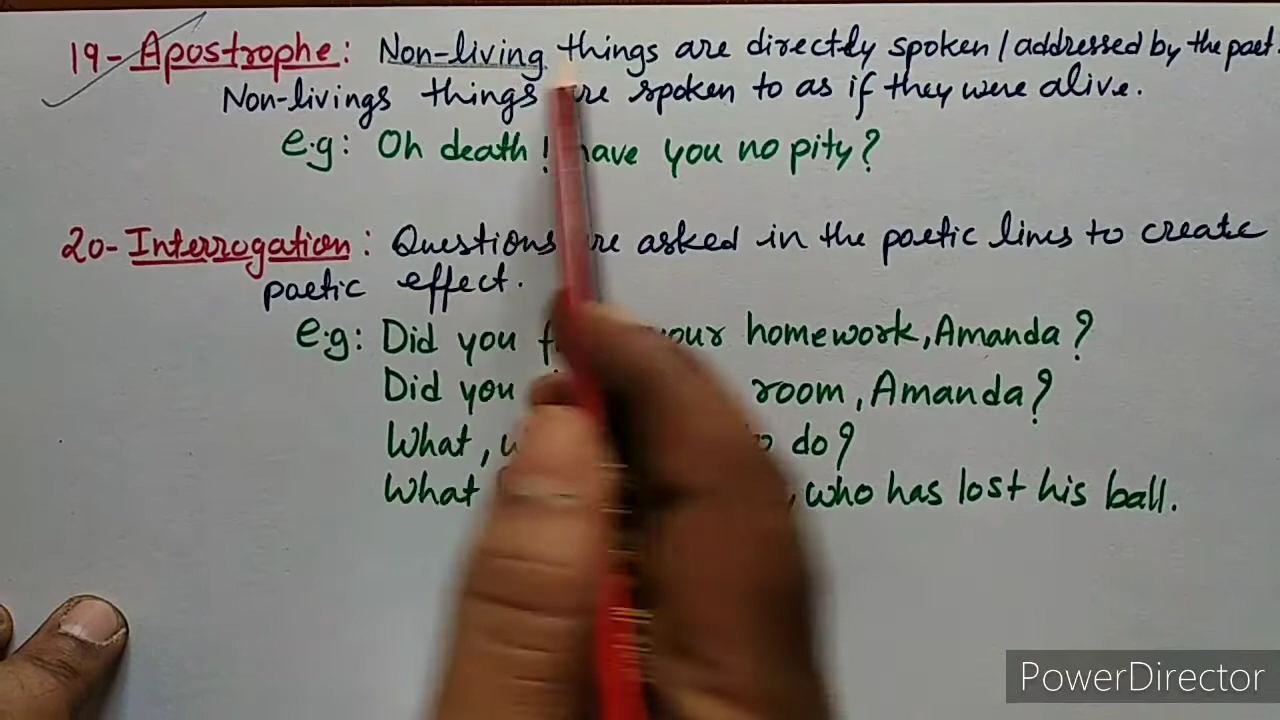 19- Apostrophe: Non-living things are directly spoken / addressed by the poet.
Non-livings things are spoken to as if they were alive.
e.g: Oh death! have you no pity?
20- Interrogation: Questions are asked in the poetic lines to create
poetic effect.
e.g: Did you your homework, Amanda?
Did you room, Amanda?
What, do?
What , who has lost his ball.
PowerDirector